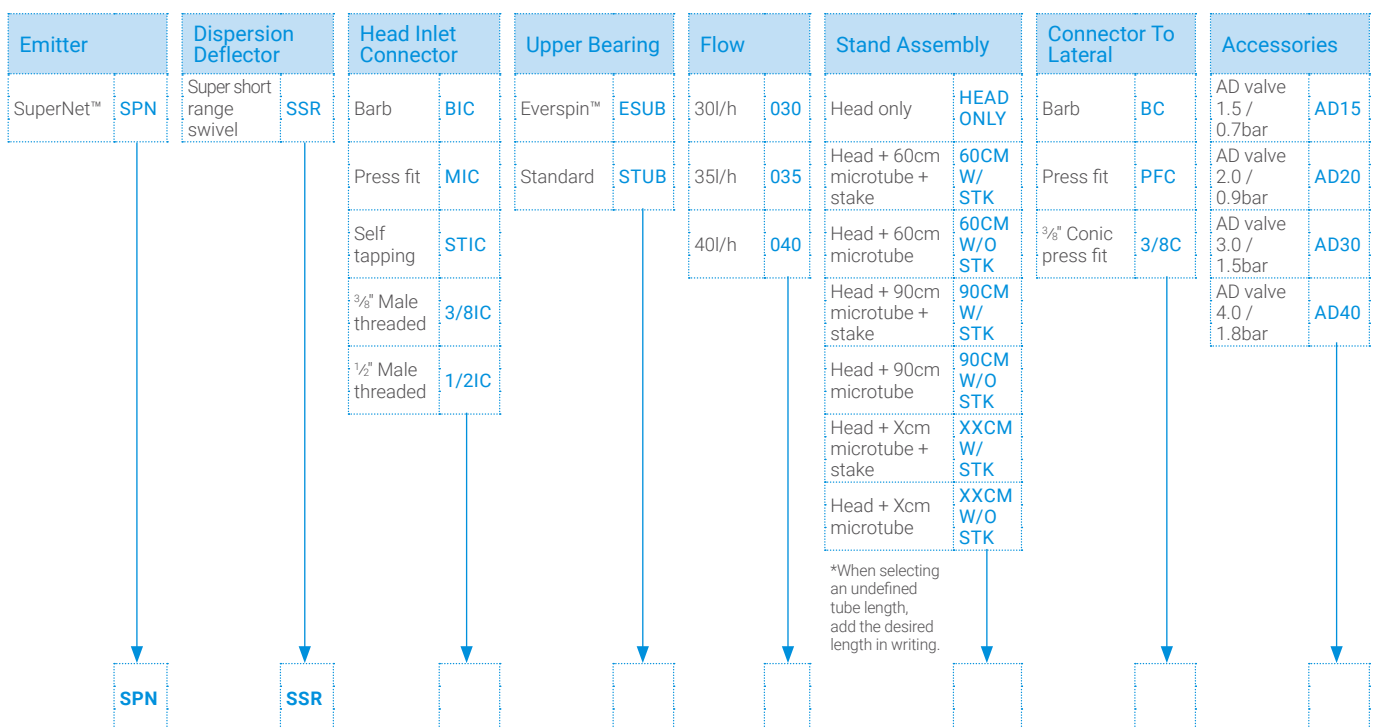 Emitter
SuperNet™ SPN
Dispersion
Deflector
Super short
range
swivel
SSR
Head Inlet
Connector
Barb BIC
Press fit MIC
Self
tapping
STIC
⅜" Male
threaded
3/8IC
½" Male
threaded
1/2IC
Upper Bearing
Everspin™ ESUB
Standard STUB
Flow
30l/h 030
35l/h 035
40l/h 040
Stand Assembly
Head only
HEAD
ONLY
Head + 60cm
microtube +
stake
60CM
W/
STK
Head + 60cm
microtube
60CM
W/O
STK
Head + 90cm
microtube +
stake
90CM
W/
STK
Head + 90cm
microtube
90CM
W/O
STK
Head + Xcm
microtube +
stake
XXCM
W/
STK
Head + Xcm
microtube
XXCM
W/O
STK
*When selecting
an undefined
tube length,
add the desired
length in writing.
Connector To
Lateral
Barb BC
Press fit PFC
⅜" Conic
press fit
3/8C
Accessories
AD valve
1.5 /
0.7bar
AD15
AD valve
2.0 /
0.9bar
AD20
AD valve
3.0 /
1.5bar
AD30
AD valve
4.0 /
1.8bar
AD40
SPN
SSR